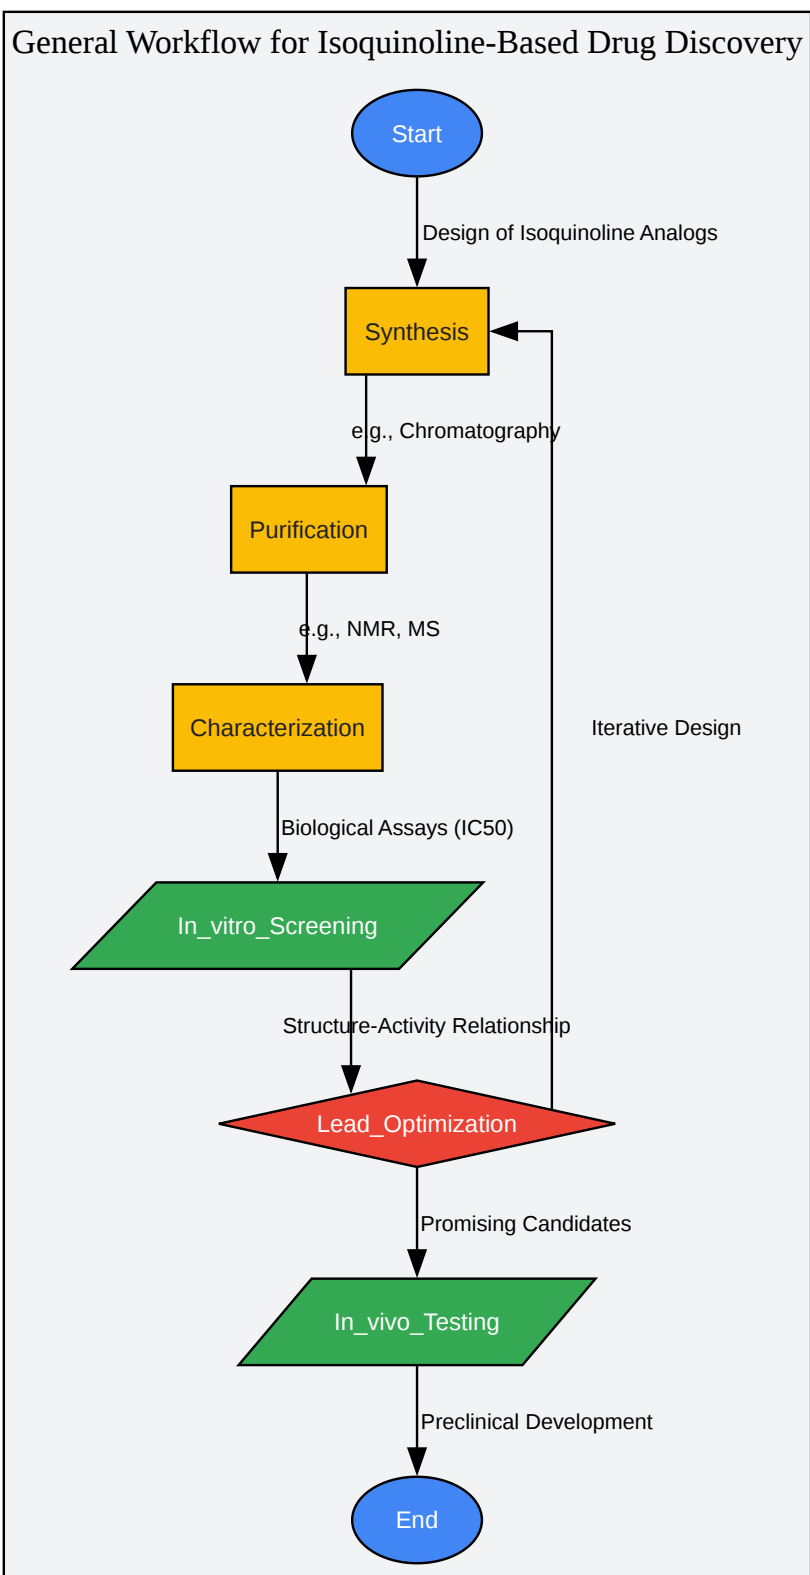 General Workflow for Isoquinoline-Based Drug Discovery
Start
Design of Isoquinoline Analogs
Synthesis
e.g., Chromatography
Purification
e.g., NMR, MS
Characterization
Iterative Design
Biological Assays (IC50)
In_vitro_Screening
Structure-Activity Relationship
Lead_Optimization
Promising Candidates
In_vivo_Testing
Preclinical Development
End